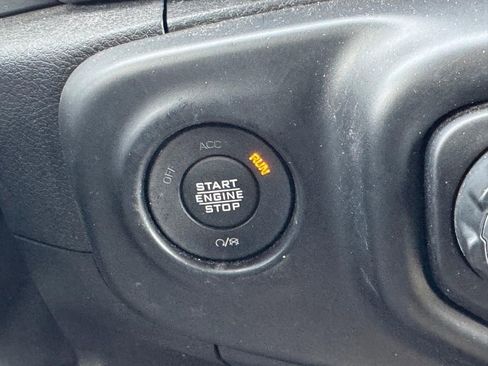 OFF
ACC
RUN
START
ENGINE
STOP